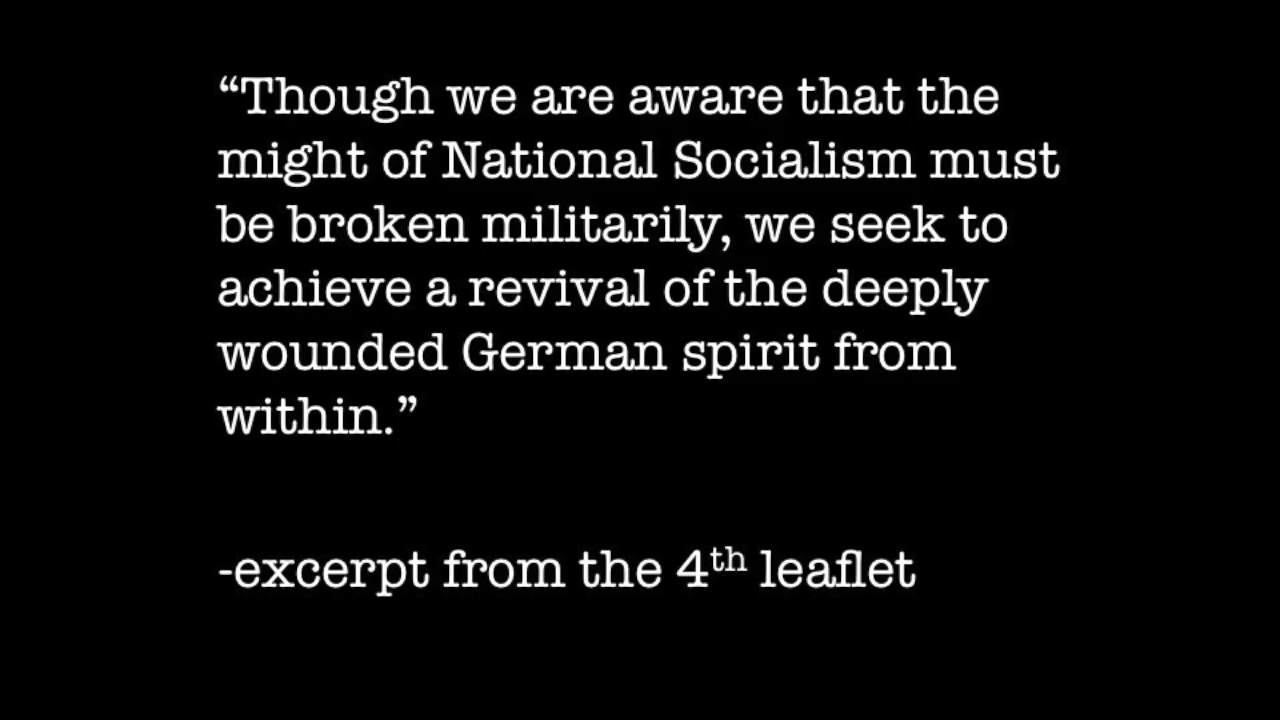 “Though we are aware that the
might of National Socialism must
be broken militarily, we seek to
achieve a revival of the deeply
wounded German spirit from
within.”
-excerpt from the 4th leaflet